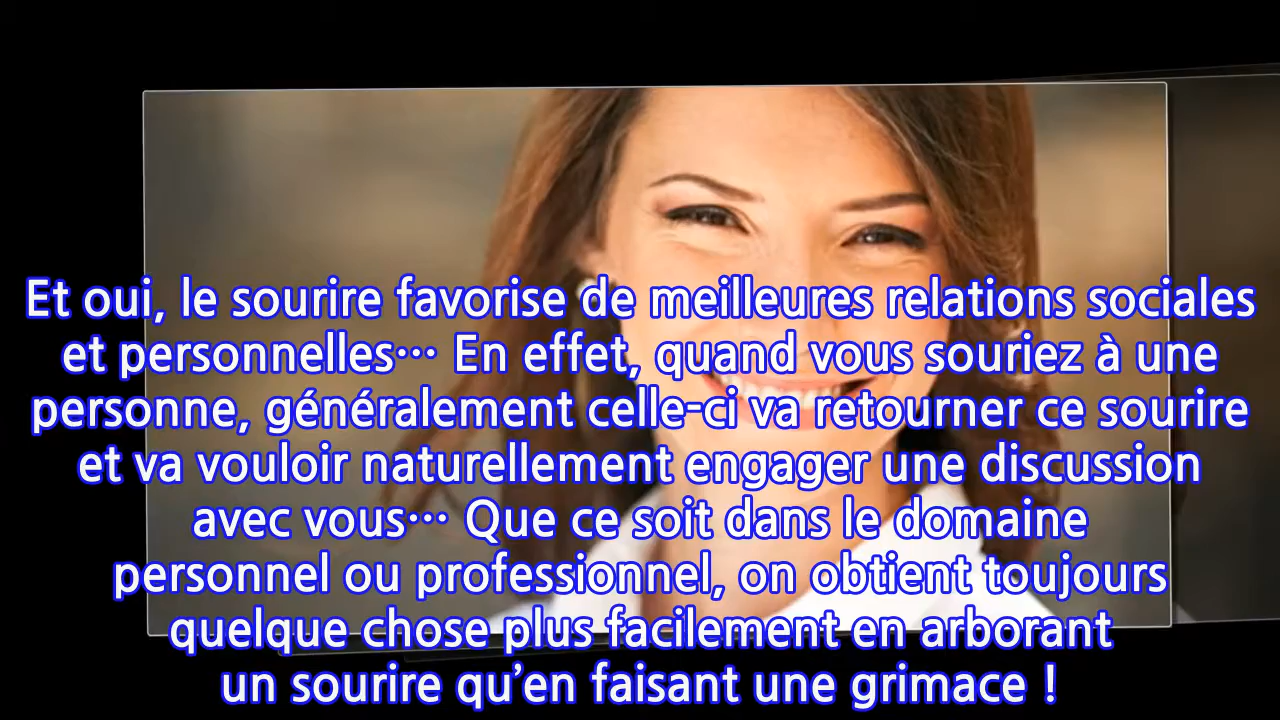 Et oui, le sourire favorise de meilleures relations sociales
et personnelles… En effet, quand vous souriez à une
personne, généralement celle-ci va retourner ce sourire
et va vouloir naturellement engager une discussion
avec vous… Que ce soit dans le domaine
personnel ou professionnel, on obtient toujours
quelque chose plus facilement en arborant
un sourire qu’en faisant une grimace !